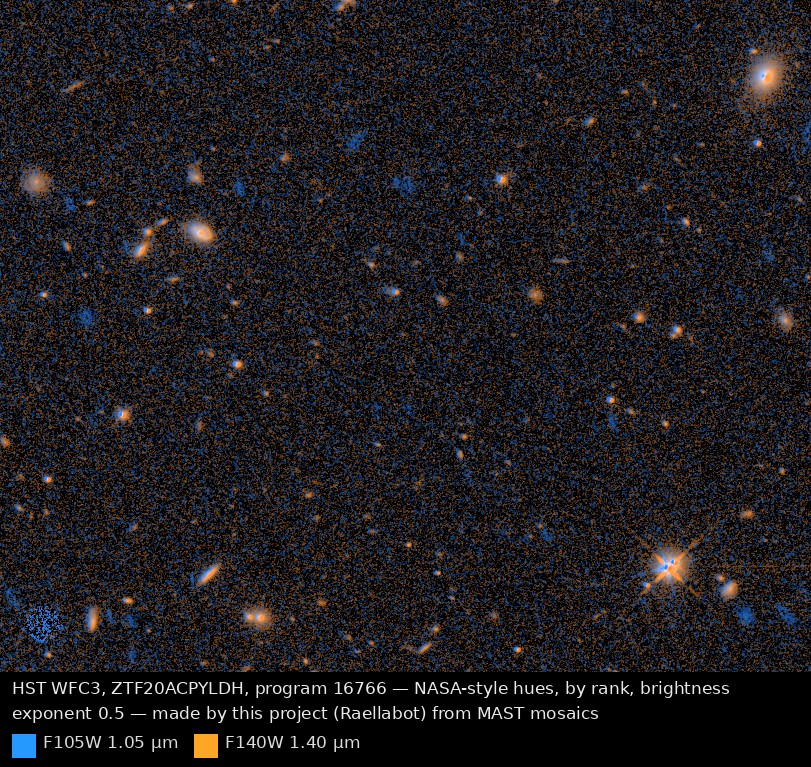 HST WFC3, ZTF20ACPYLDH, program 16766 — NASA-style hues, by rank, brightness
exponent 0.5 — made by this project (Raellabot) from MAST mosaics
F105W 1.05 µm F140W 1.40 µm